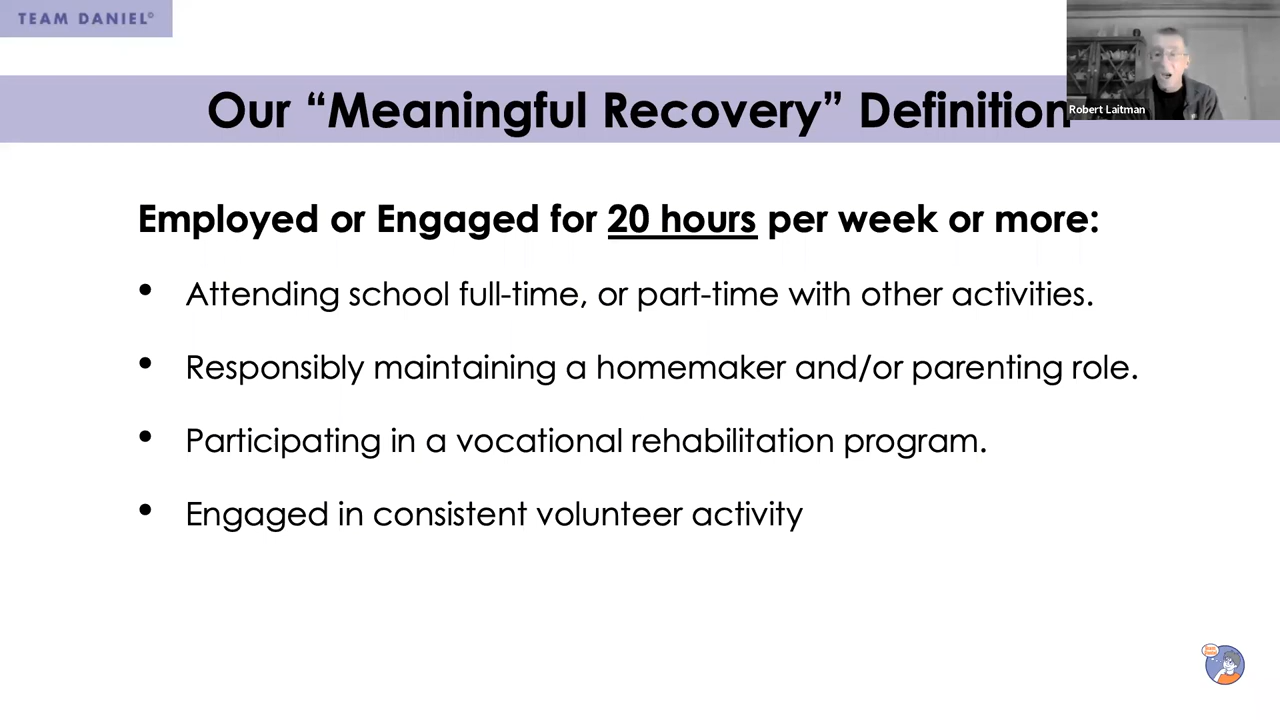 TEAM DANIEL©
Robert Laitman
Our “Meaningful Recovery” Definition
Employed or Engaged for 20 hours per week or more:
• Attending school full-time, or part-time with other activities.
• Responsibly maintaining a homemaker and/or parenting role.
• Participating in a vocational rehabilitation program.
• Engaged in consistent volunteer activity